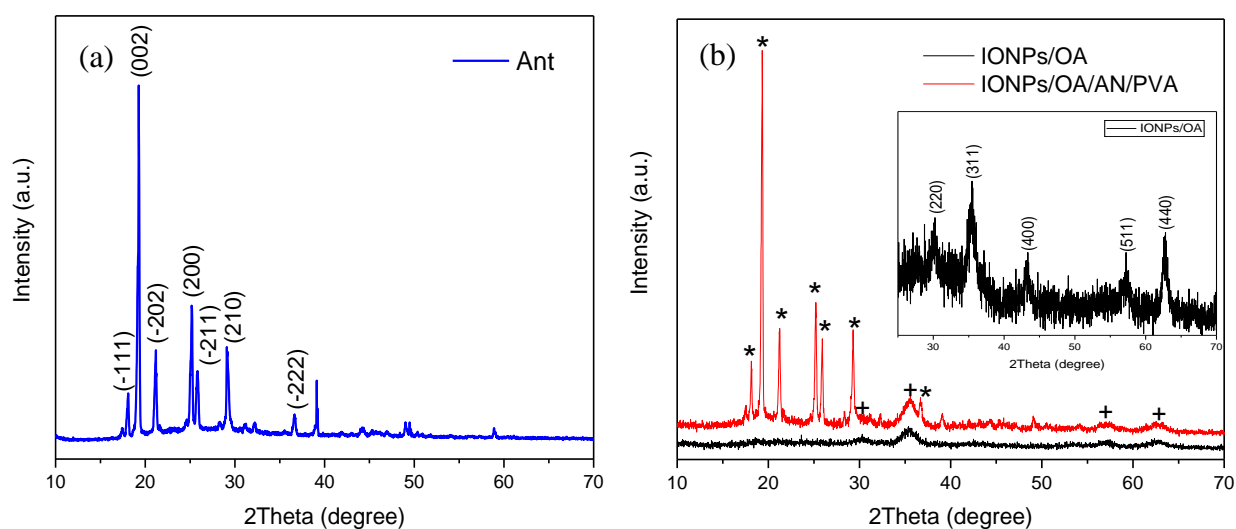 (a)
Ant
(-111)
(002)
(-202)
(200)
(-211)
(210)
(-222)
Intensity (a.u.)
10 20 30 40 50 60 70
2Theta (degree)
(b)
IONPs/OA
IONPs/OA/AN/PVA
* * * * * * *
+ + + +
Intensity (a.u.)
10 20 30 40 50 60 70
2Theta (degree)
IONPs/OA
(220)
(311)
(400)
(511)
(440)
Intensity (a.u.)
30 40 50 60 70
2Theta (degree)